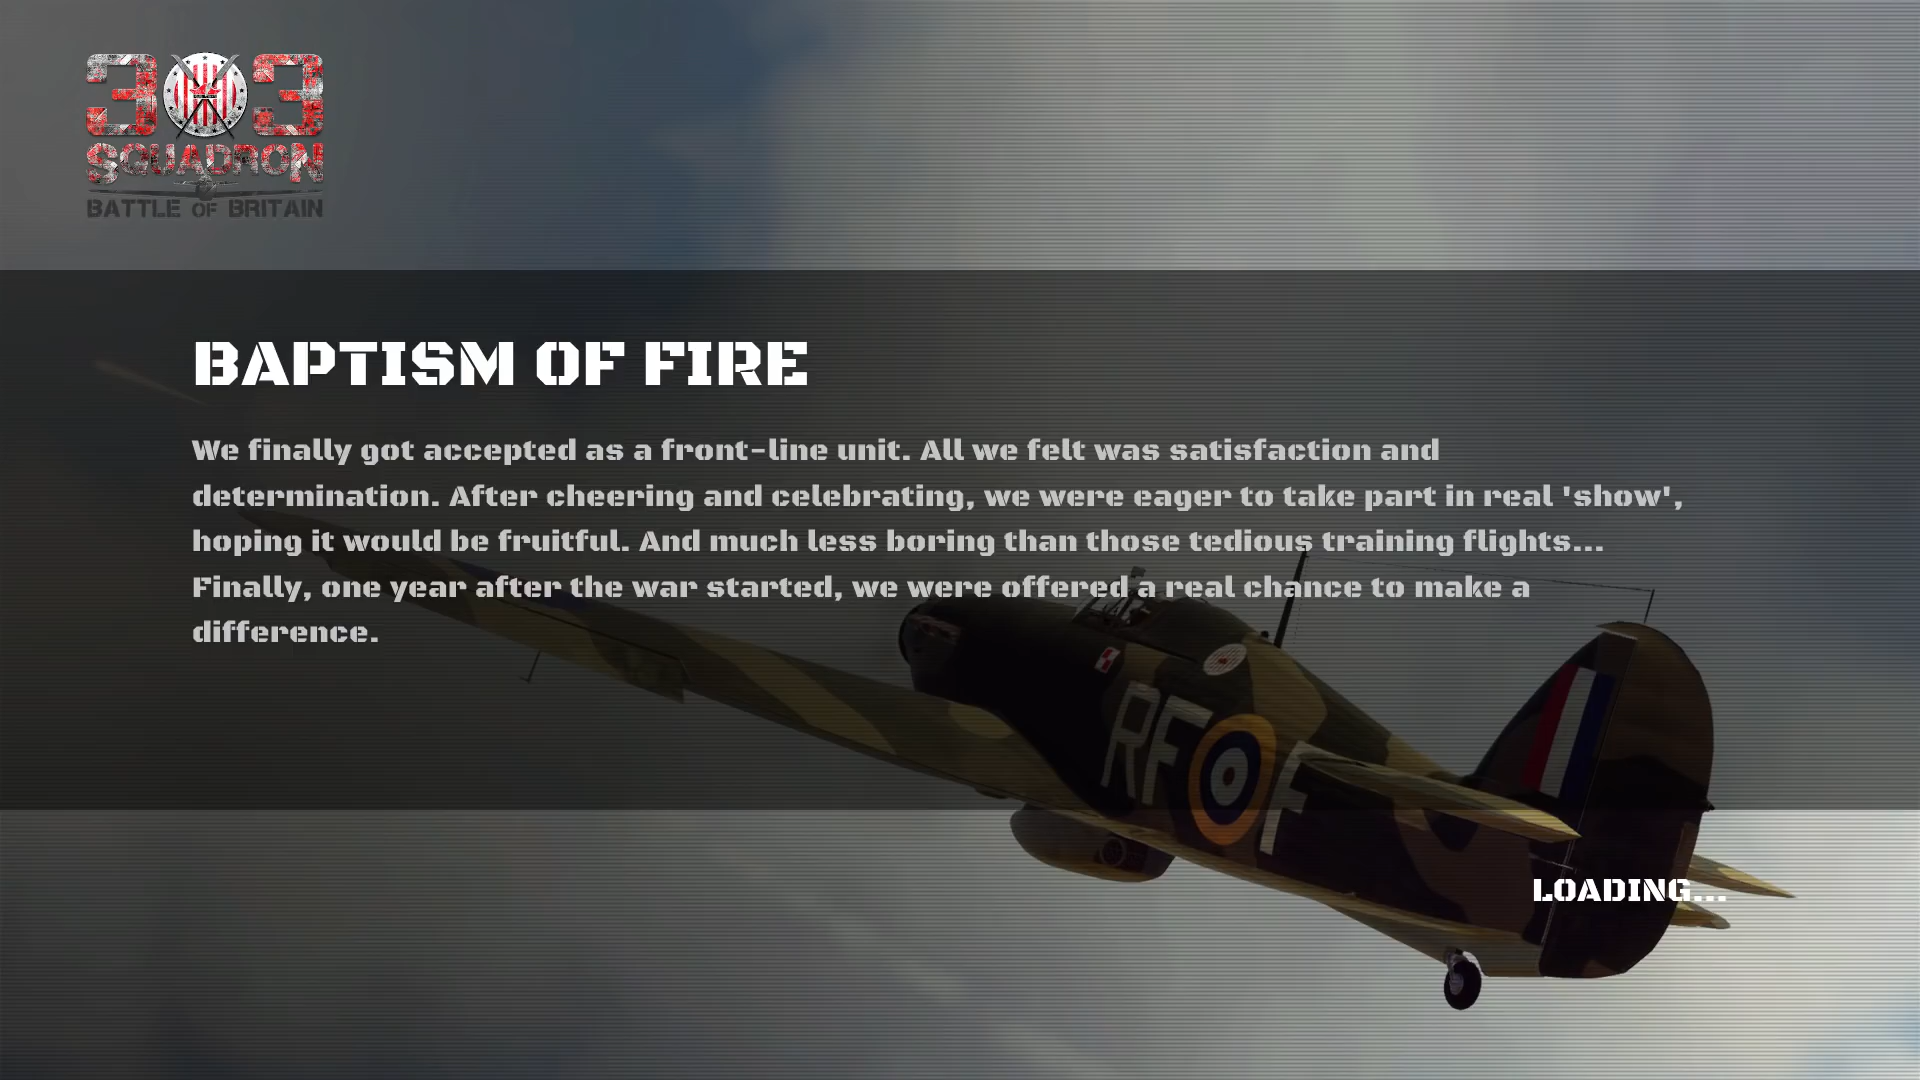 303
SQUADRON
BATTLE OF BRITAIN
BAPTISM OF FIRE
We finally got accepted as a front-line unit. All we felt was satisfaction and
determination. After cheering and celebrating, we were eager to take part in real 'show',
hoping it would be fruitful. And much less boring than those tedious training flights...
Finally, one year after the war started, we were offered a real chance to make a
difference.
RF F
LOADING...